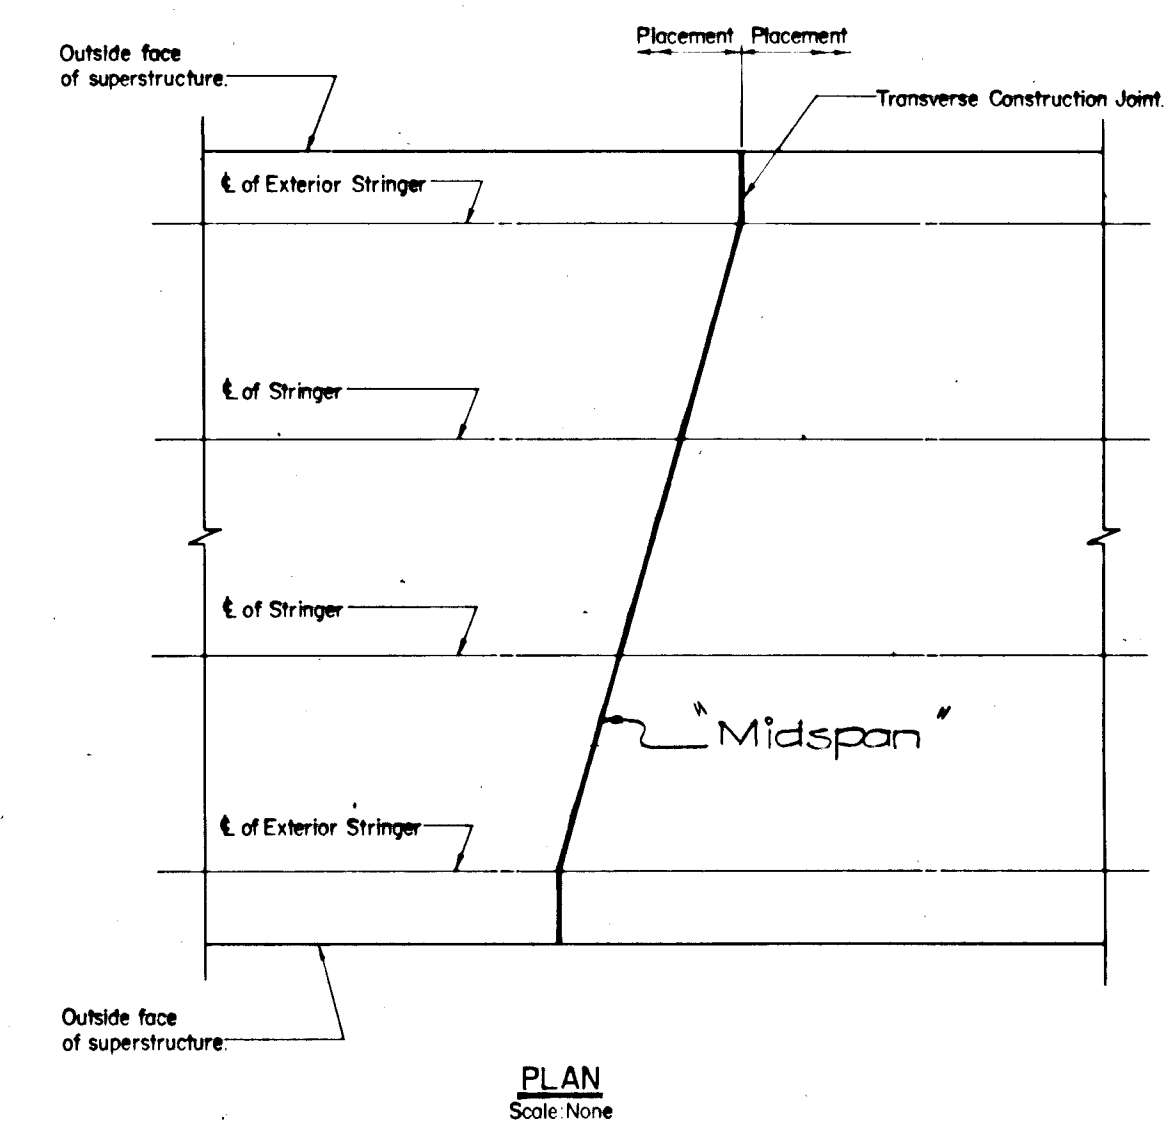 Placement Placement
Outside face
of superstructure.
Transverse Construction Joint.
℄ of Exterior Stringer
℄ of Stringer
℄ of Stringer
"Midspan"
℄ of Exterior Stringer
Outside face
of superstructure.
PLAN
Scale: None